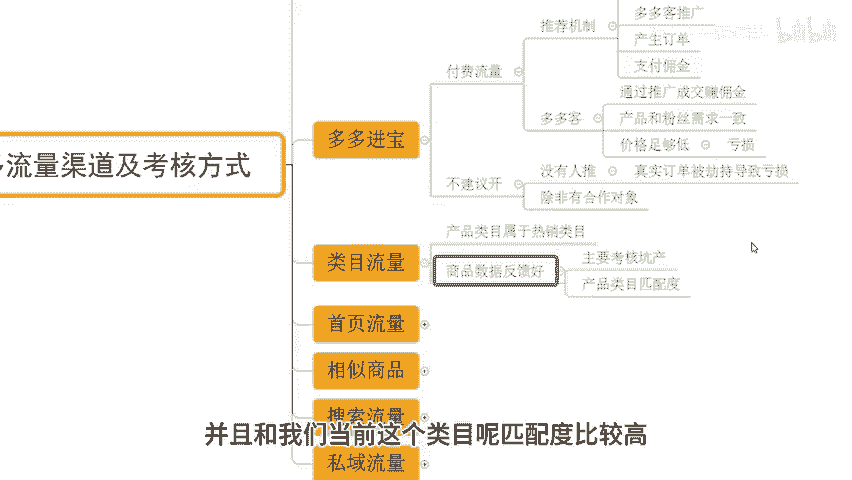 多多客推广
推荐机制
产生订单
支付佣金
付费流量
通过推广成交赚佣金
多多客
产品和粉丝需求一致
价格足够低
亏损
多多进宝
不建议开
没有人推
真实订单被劫持导致亏损
除非有合作对象
流量渠道及考核方式
产品类目属于热销类目
类目流量
商品数据反馈好
主要考核坑产
产品类目匹配度
首页流量
相似商品
搜索流量
私域流量
并且和我们当前这个类目呢匹配度比较高
bilibili